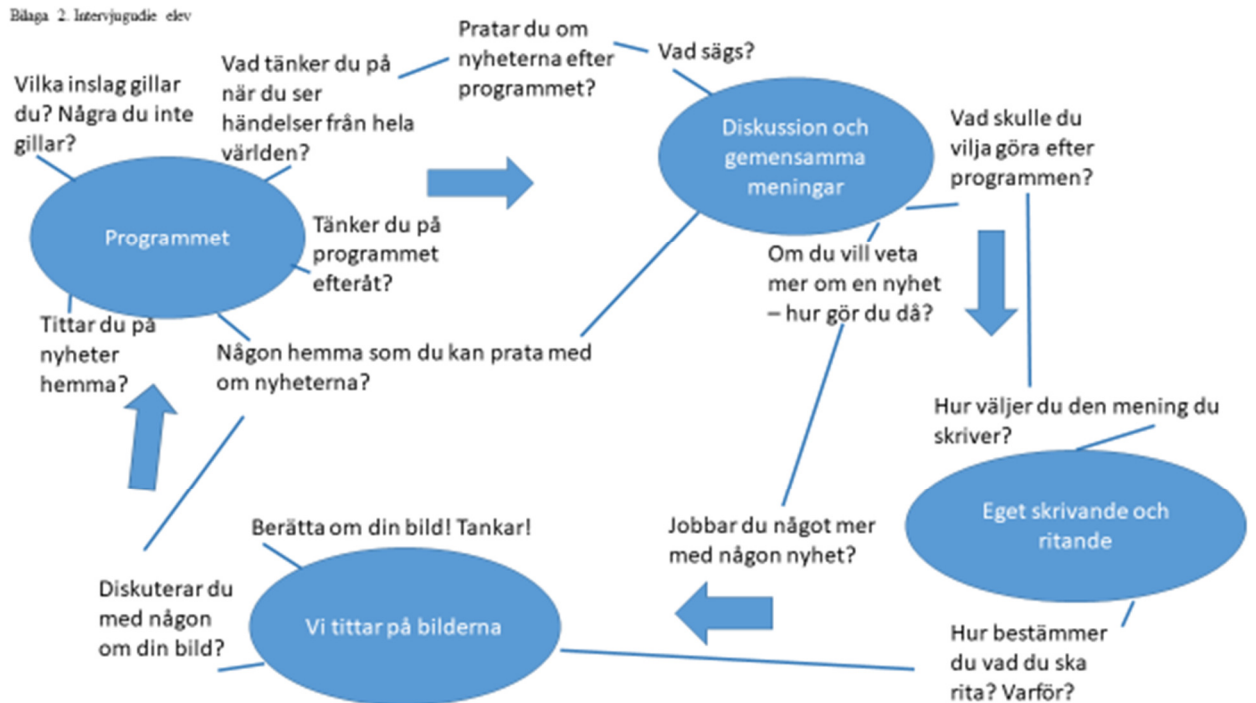 Bilaga 2. Intervjugudie elev
Vilka inslag gillar
du? Några du inte
gillar?
Vad tänker du på
när du ser
händelser från hela
världen?
Pratar du om
nyheterna efter
programmet?
Vad sägs?
Diskussion och
gemensamma
meningar
Vad skulle du
vilja göra efter
programmen?
Programmet
Tänker du på
programmet
efteråt?
Om du vill veta
mer om en nyhet
– hur gör du då?
Tittar du på
nyheter
hemma?
Någon hemma som du kan prata med
om nyheterna?
Hur väljer du den mening du
skriver?
Eget skrivande och
ritande
Berätta om din bild! Tankar!
Jobbar du något mer
med någon nyhet?
Diskuterar du
med någon
om din bild?
Vi tittar på bilderna
Hur bestämmer
du vad du ska
rita? Varför?